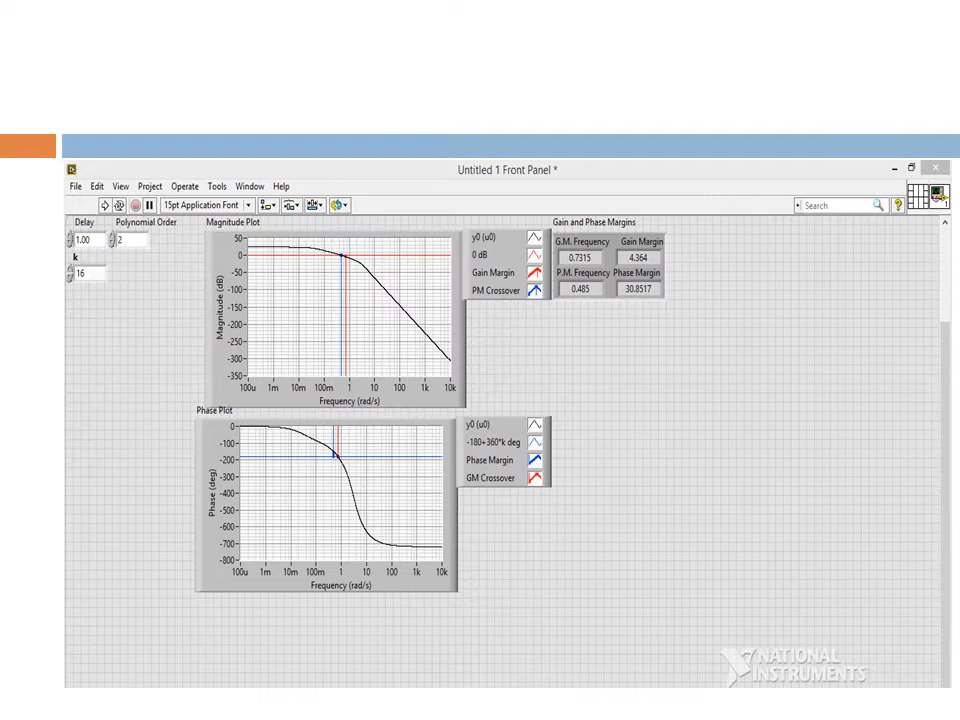 Untitled 1 Front Panel *
File Edit View Project Operate Tools Window Help
15pt Application Font
Search
?
1
Delay
Polynomial Order
1.00
2
k
16
Magnitude Plot
Magnitude (dB)
50
0
-50
-100
-150
-200
-250
-300
-350
100u 1m 10m 100m 1 10 100 1k 10k
Frequency (rad/s)
y0 (u0)
0 dB
Gain Margin
PM Crossover
Gain and Phase Margins
G.M. Frequency Gain Margin
0.7315 4.364
P.M. Frequency Phase Margin
0.485 30.8517
Phase Plot
Phase (deg)
0
-100
-200
-300
-400
-500
-600
-700
-800
100u 1m 10m 100m 1 10 100 1k 10k
Frequency (rad/s)
y0 (u0)
-180+360*k deg
Phase Margin
GM Crossover
NATIONAL
INSTRUMENTS